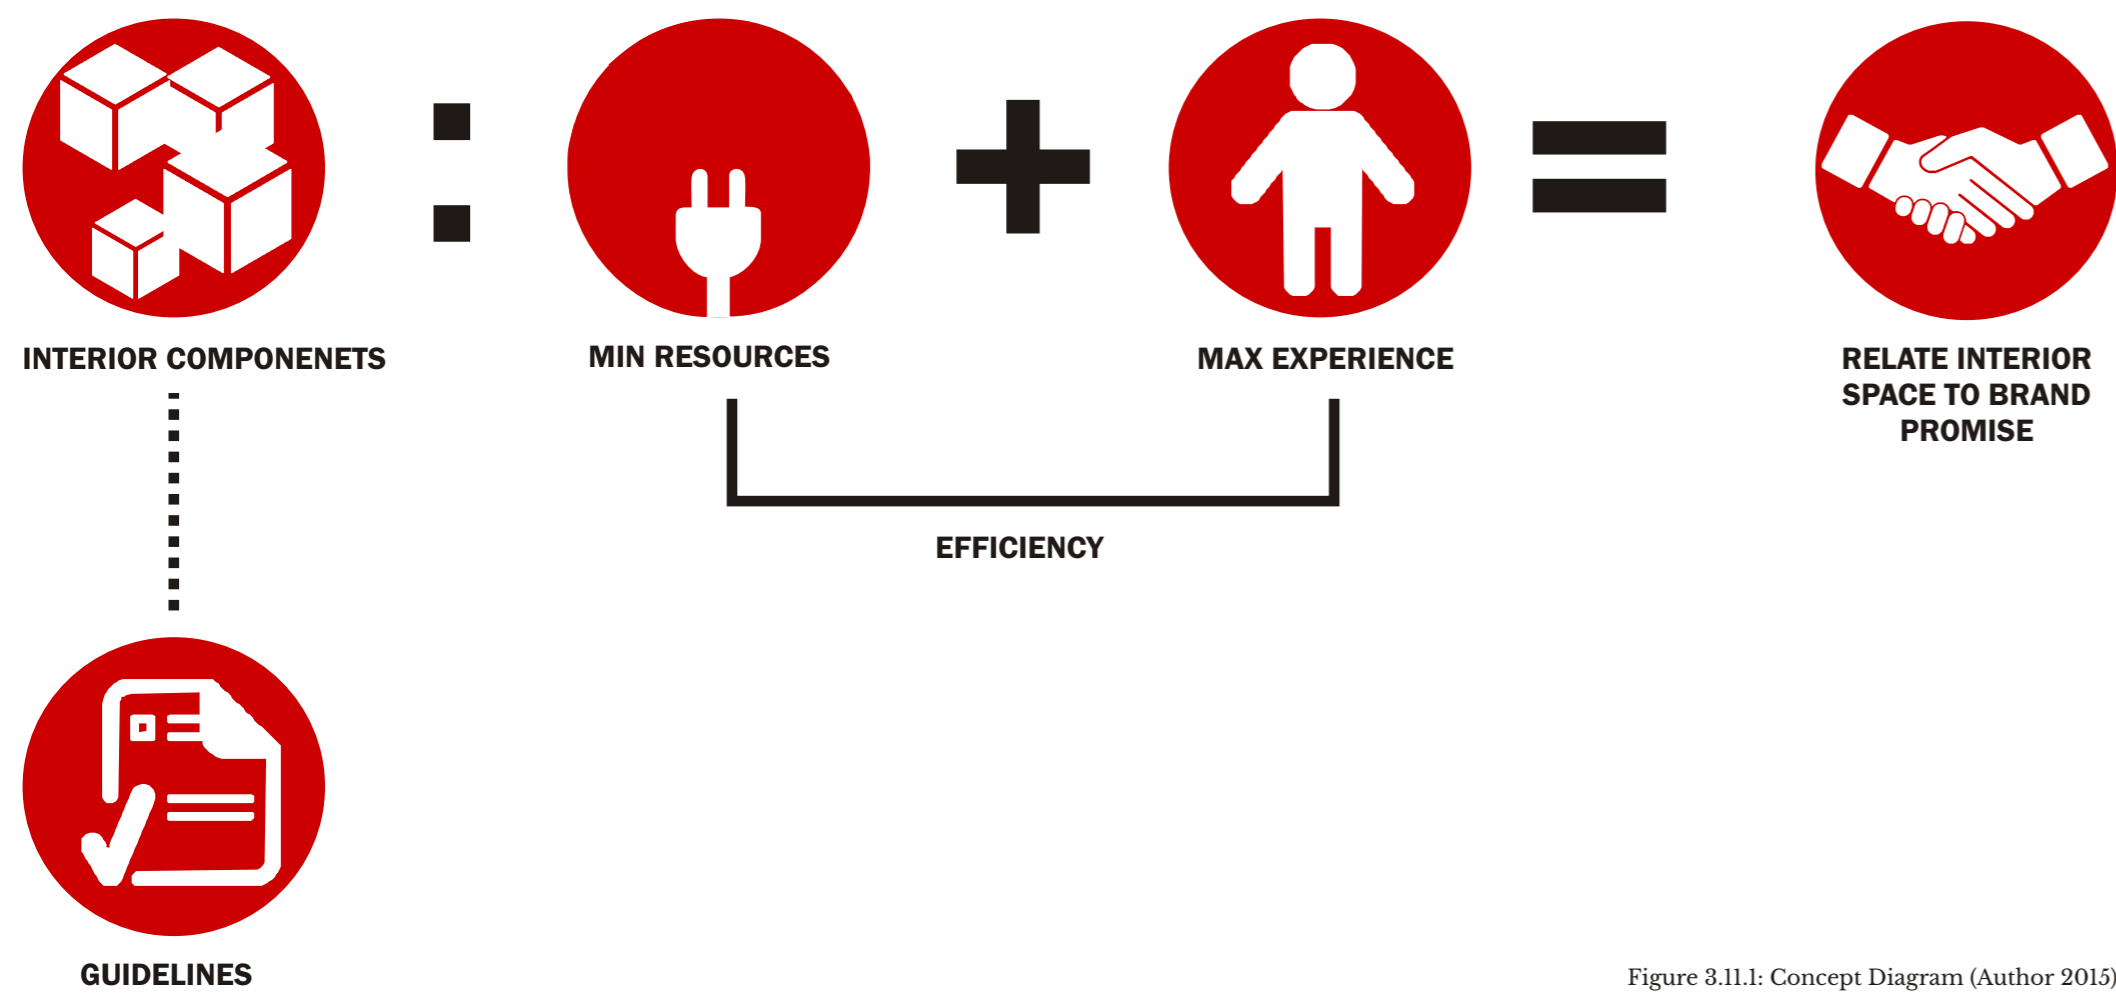 INTERIOR COMPONENETS
MIN RESOURCES
MAX EXPERIENCE
RELATE INTERIOR
SPACE TO BRAND
PROMISE
EFFICIENCY
GUIDELINES
Figure 3.11.1: Concept Diagram (Author 2015)